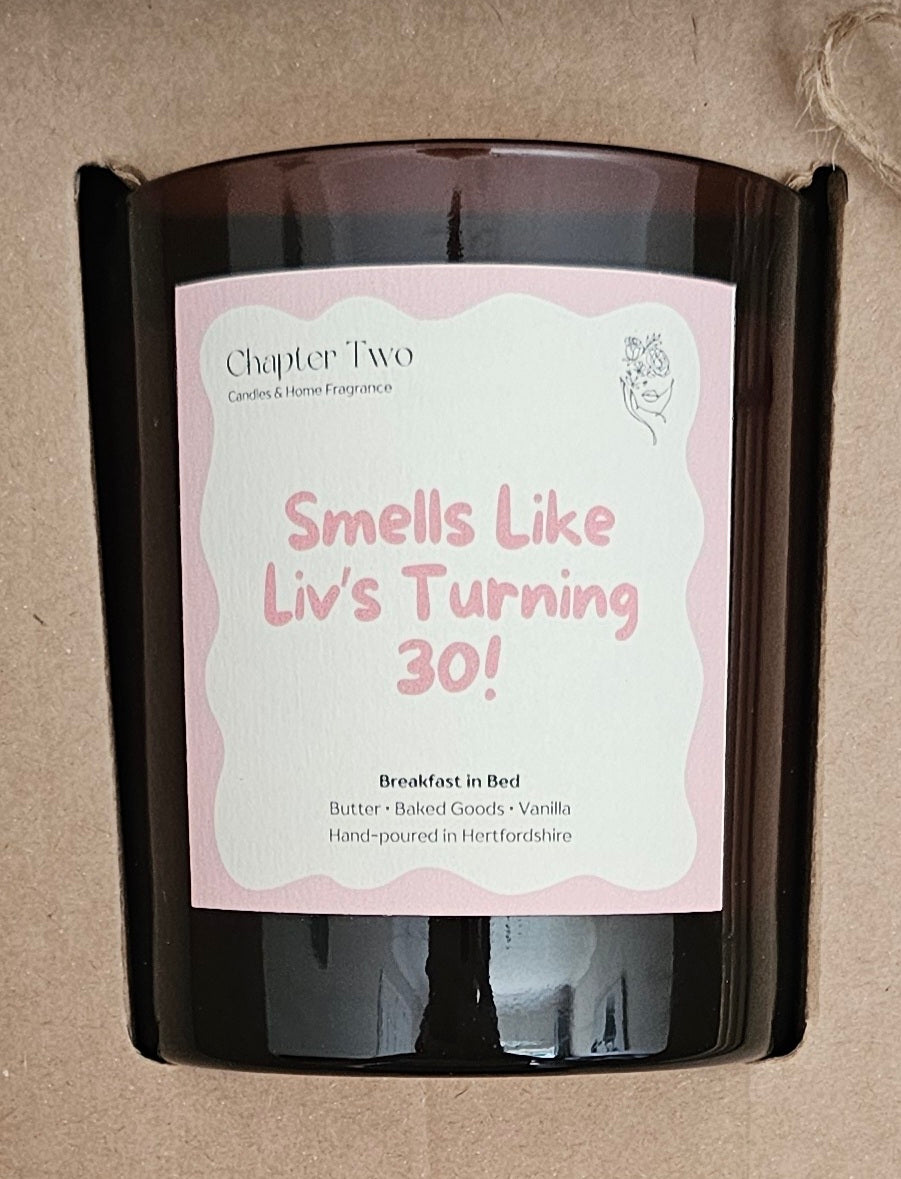 Chapter Two
Candles & Home Fragrance
Smells Like
Liv's Turning
30!
Breakfast in Bed
Butter • Baked Goods • Vanilla
Hand-poured in Hertfordshire